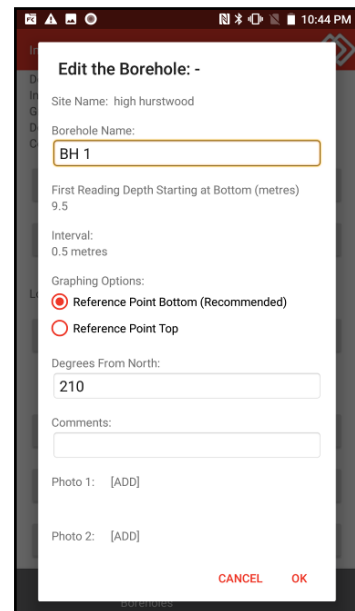 10:44 PM
Edit the Borehole: -
Site Name: high hurstwood
Borehole Name:
BH 1
First Reading Depth Starting at Bottom (metres)
9.5
Interval:
0.5 metres
Graphing Options:
Reference Point Bottom (Recommended)
Reference Point Top
Degrees From North:
210
Comments:
Photo 1: [ADD]
Photo 2: [ADD]
CANCEL OK
Boreholes